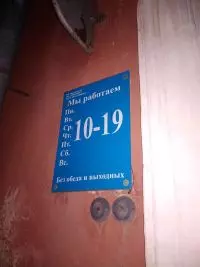 Мы работаем
Пн.
Вт.
Ср.
Чт.
Пт.
Сб.
Вс.
10-19
Без обеда и выходных